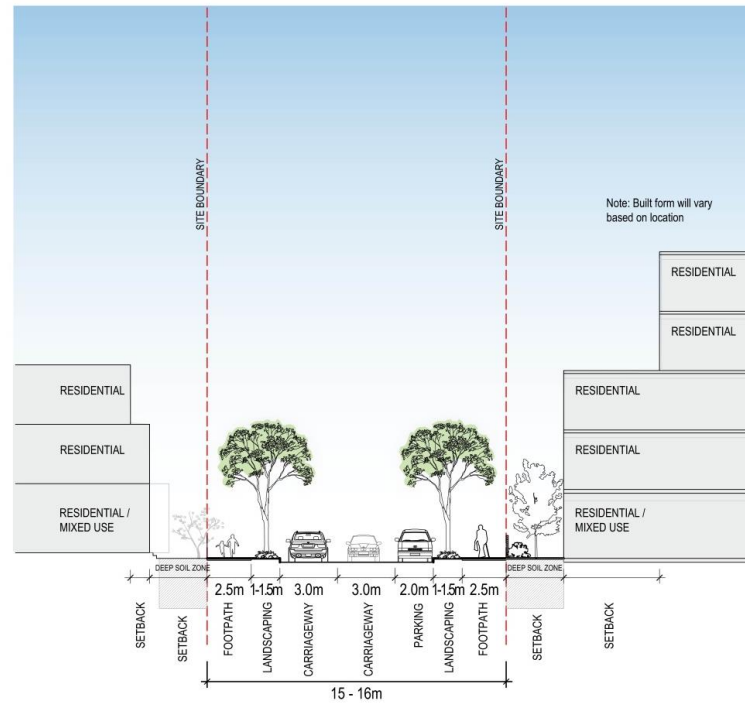 SITE BOUNDARY
SITE BOUNDARY
Note: Built form will vary
based on location
RESIDENTIAL
RESIDENTIAL
RESIDENTIAL
RESIDENTIAL
RESIDENTIAL
RESIDENTIAL
RESIDENTIAL /
MIXED USE
RESIDENTIAL /
MIXED USE
DEEP SOIL ZONE
DEEP SOIL ZONE
2.5m
1-1.5m
3.0m
3.0m
2.0m
1-1.5m
2.5m
SETBACK
SETBACK
FOOTPATH
LANDSCAPING
CARRIAGEWAY
CARRIAGEWAY
PARKING
LANDSCAPING
FOOTPATH
SETBACK
SETBACK
15 - 16m